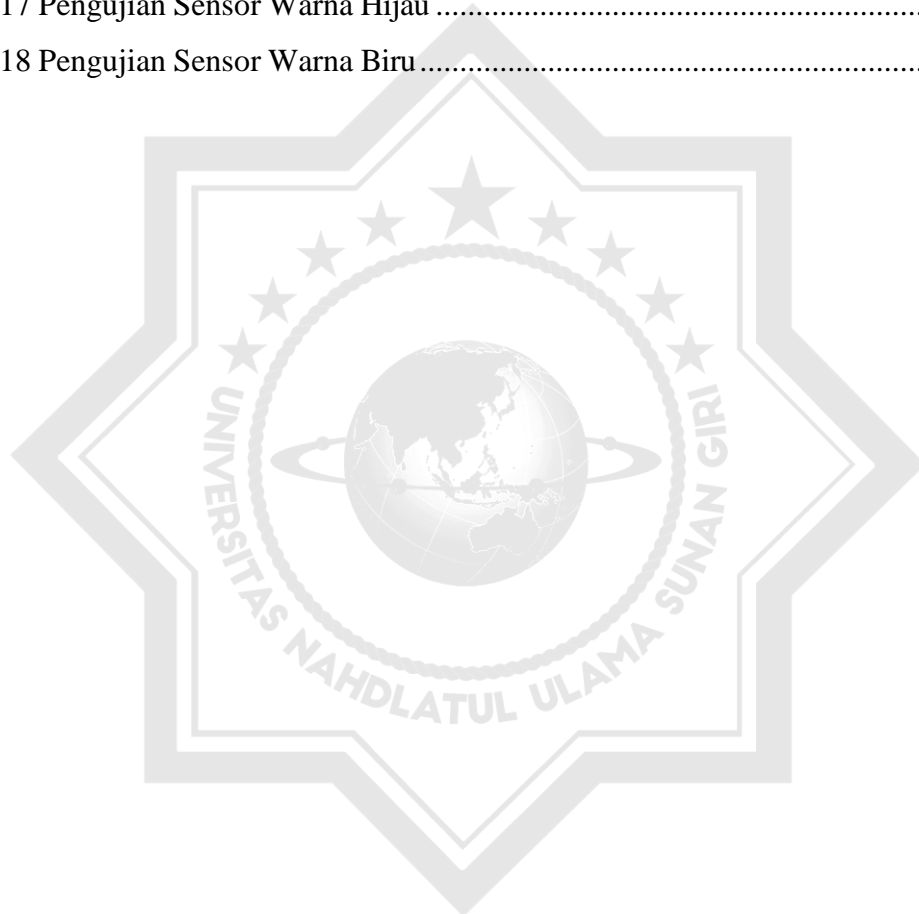 17 Pengujian Sensor Warna Hijau ................................................................
18 Pengujian Sensor Warna Biru ..................................................................
UNIVERSITAS NAHDLATUL ULAMA SUNAN GIRI